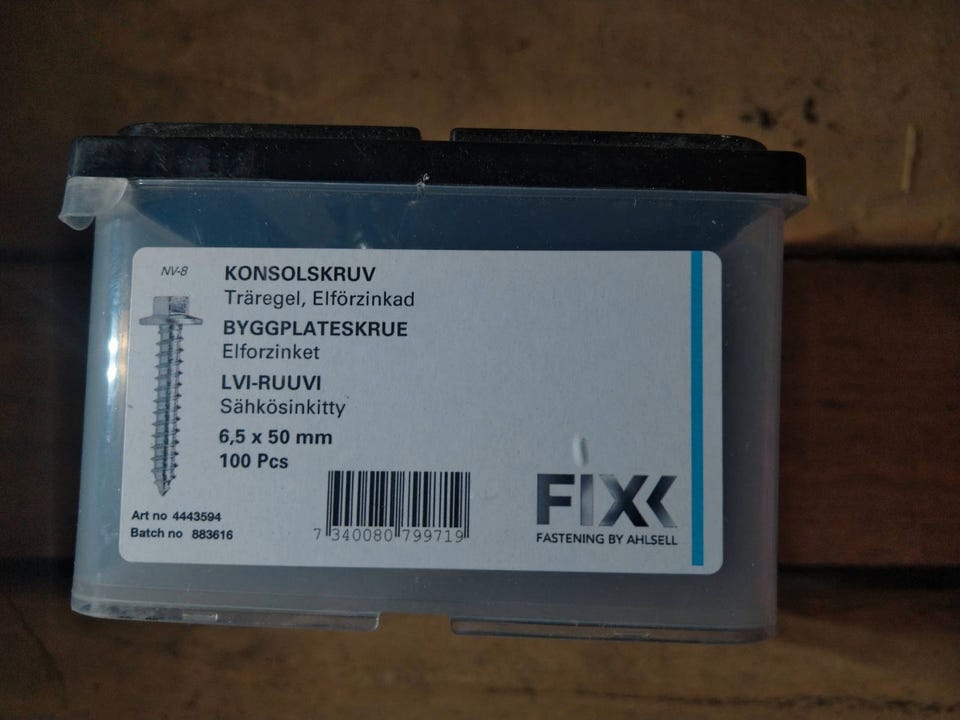 NV-8
KONSOLSKRUV
Träregel, Elförzinkad
BYGGPLATESKRUE
Elforzinket
LVI-RUUVI
Sähkösinkitty
6,5 x 50 mm
100 Pcs
Art no 4443594
Batch no 883616
7 340080 799719
FIXX
FASTENING BY AHLSELL